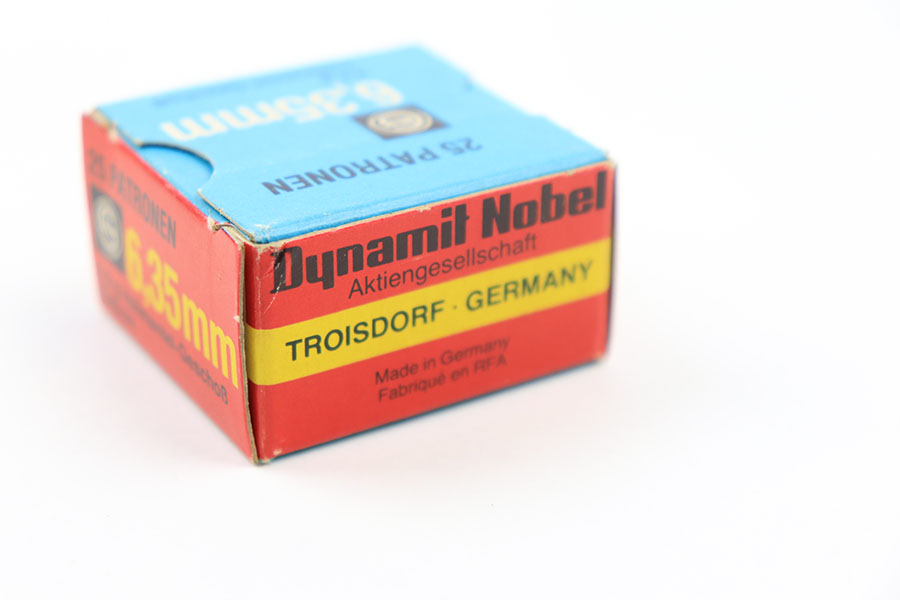 6,35mm
25 PATRONEN
25 PATRONEN
6,35mm
Geschoß
Dynamit Nobel
Aktiengesellschaft
TROISDORF · GERMANY
Made in Germany
Fabriqué en RFA